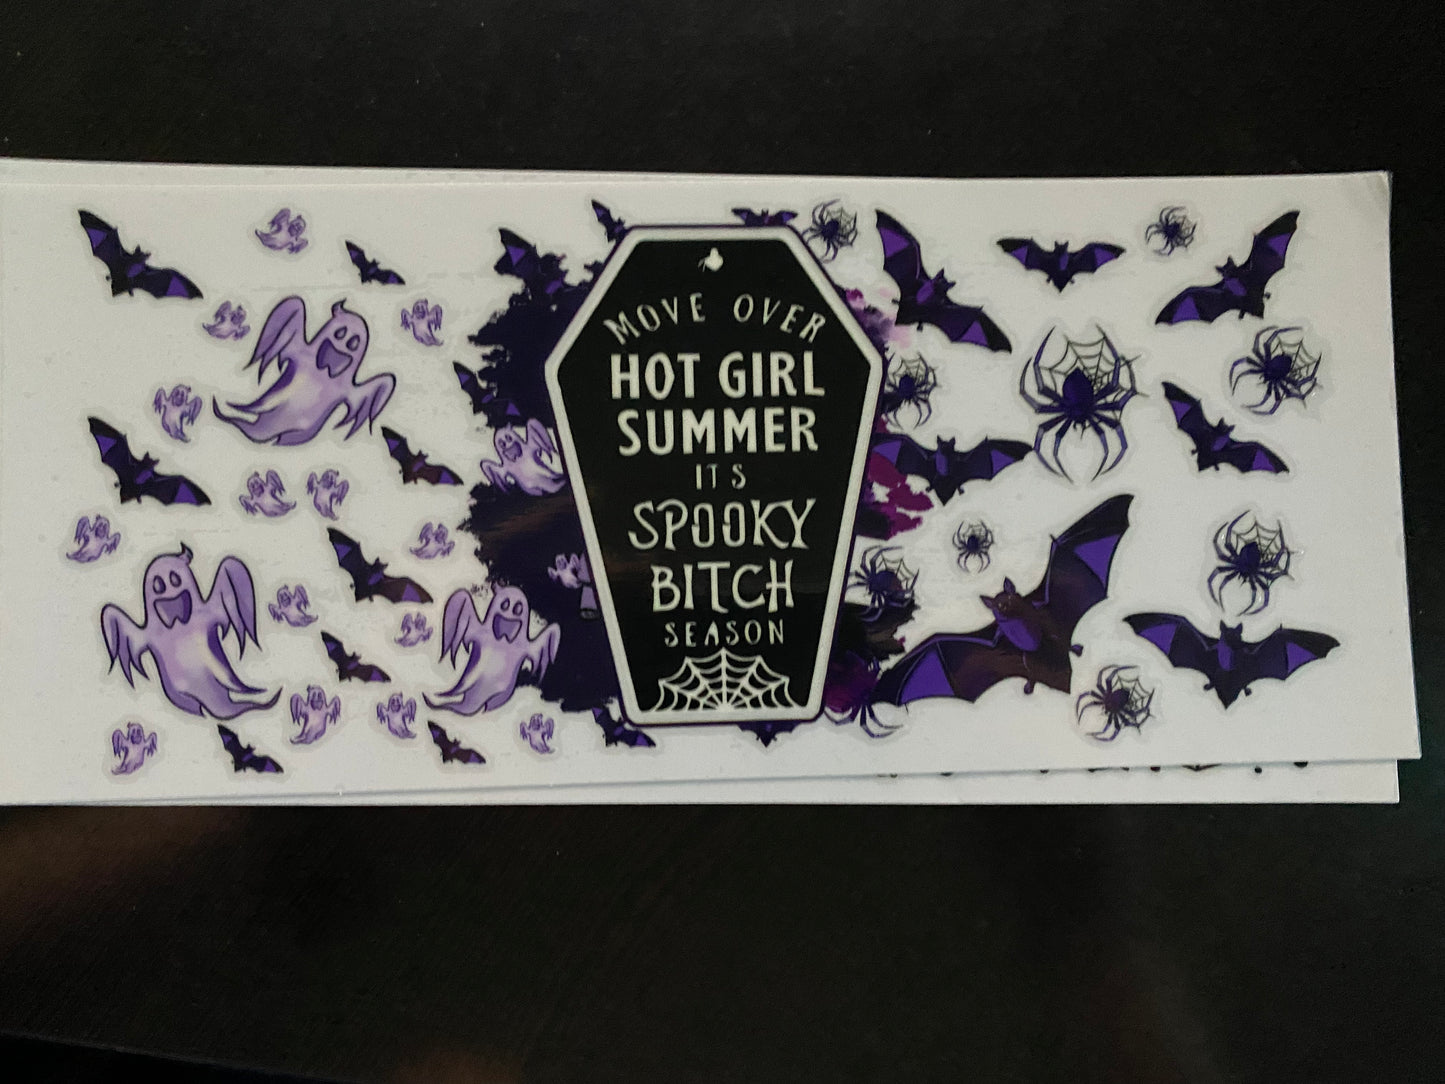 MOVE OVER
HOT GIRL
SUMMER
ITS
SPOOKY
BITCH
SEASON